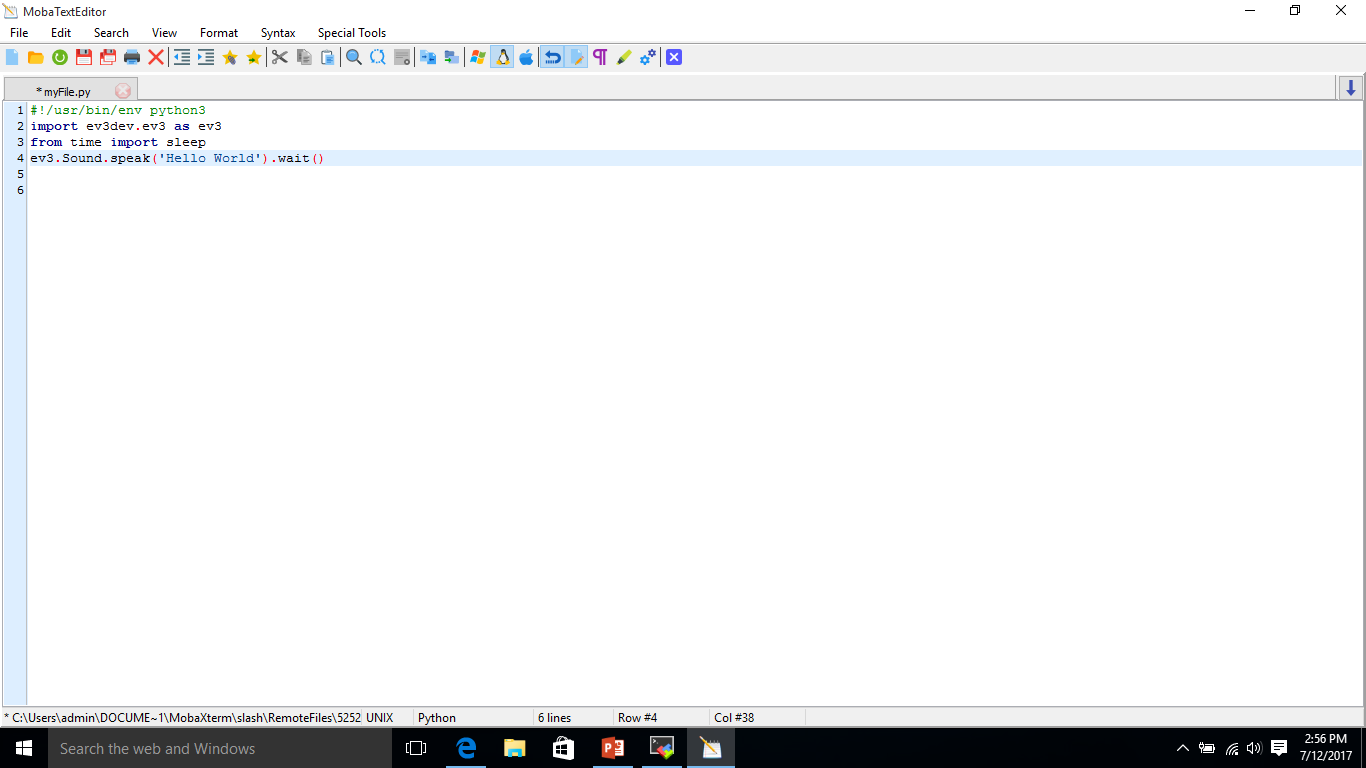 MobaTextEditor
File Edit Search View Format Syntax Special Tools
* myFile.py
1 #!/usr/bin/env python3
2 import ev3dev.ev3 as ev3
3 from time import sleep
4 ev3.Sound.speak('Hello World').wait()
5
6
* C:\Users\admin\DOCUME~1\MobaXterm\slash\RemoteFiles\5252 UNIX Python 6 lines Row #4 Col #38
Search the web and Windows
2:56 PM
7/12/2017